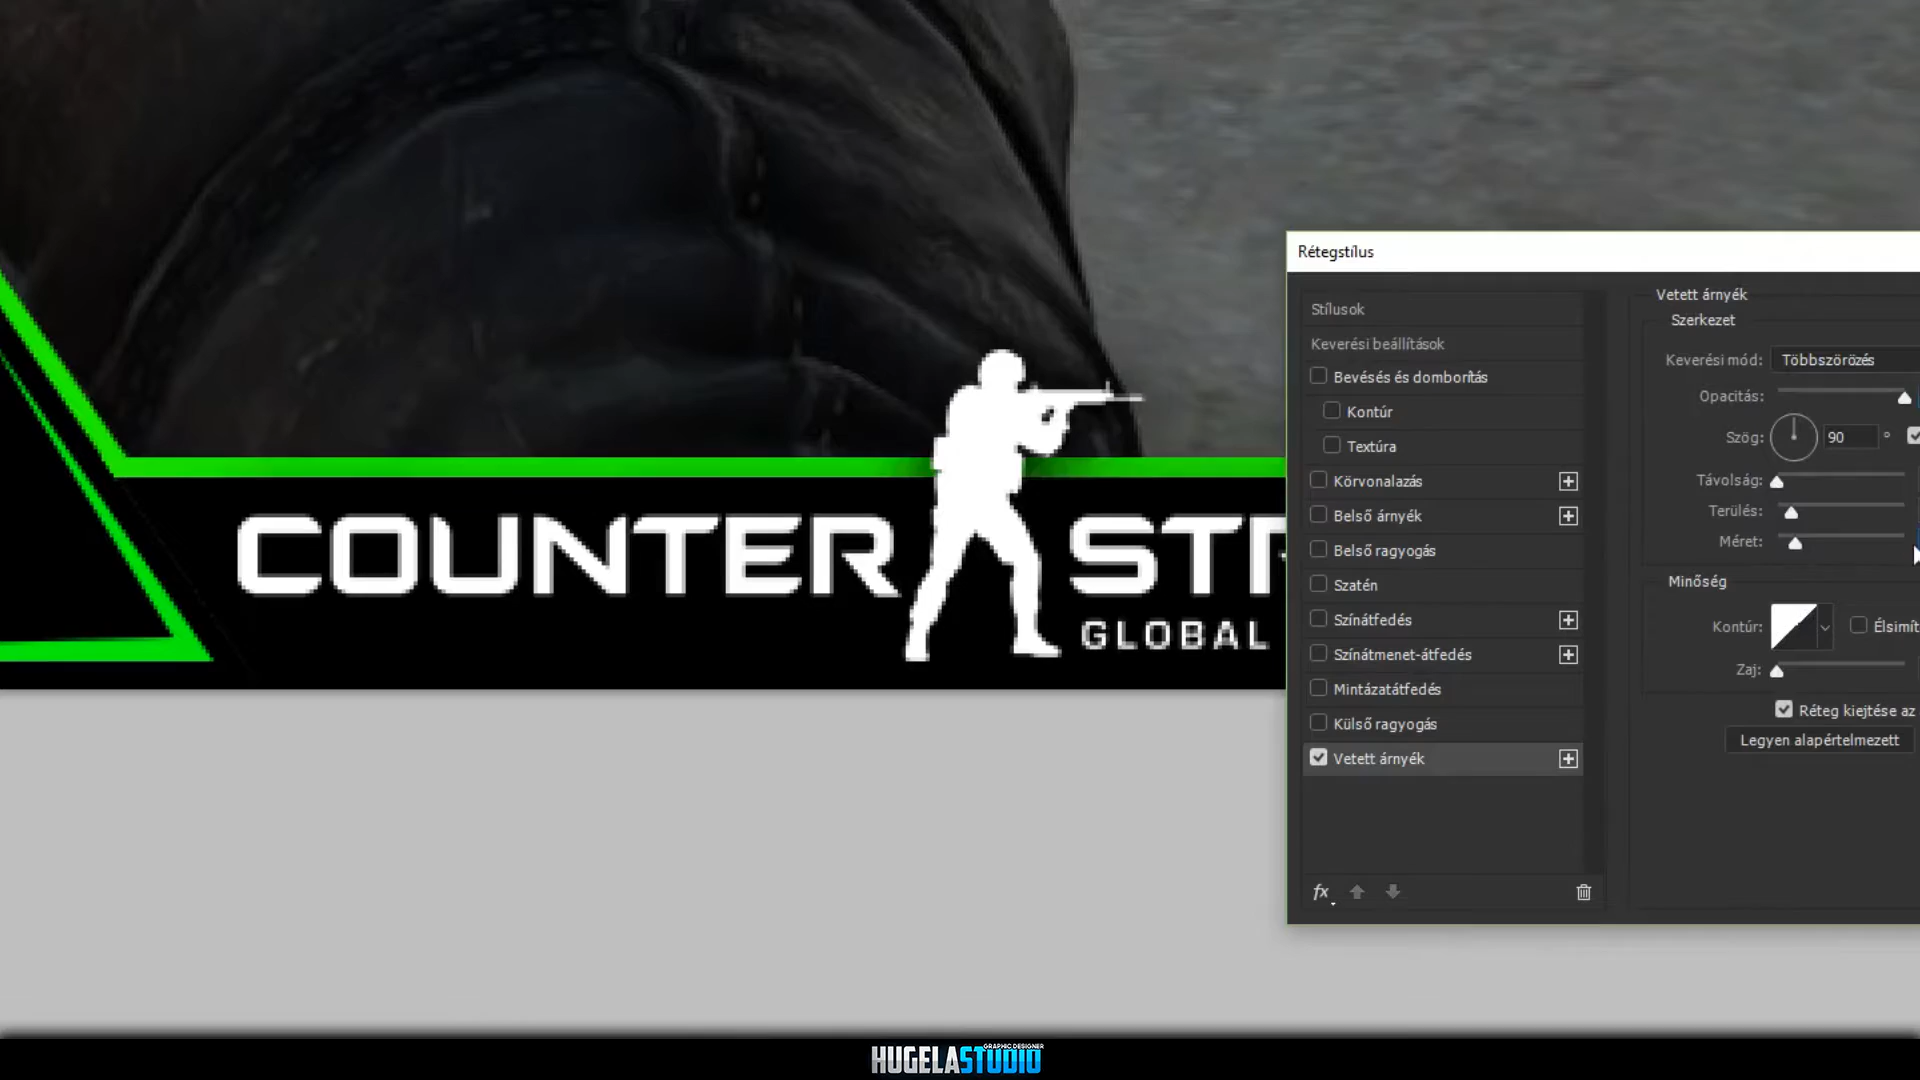 COUNTER STR
GLOBAL
Rétegstílus
Stílusok
Keverési beállítások
Bevésés és domborítás
Kontúr
Textúra
Körvonalazás
Belső árnyék
Belső ragyogás
Szatén
Színátfedés
Színátmenet-átfedés
Mintázatátfedés
Külső ragyogás
Vetett árnyék
fx
Vetett árnyék
Szerkezet
Keverési mód: Többszörözés
Opacitás:
Szög: 90 °
Távolság:
Terülés:
Méret:
Minőség
Kontúr: Élsimít
Zaj:
Réteg kiejtése az
Legyen alapértelmezett
GRAPHIC DESIGNER
HUGELASTUDIO